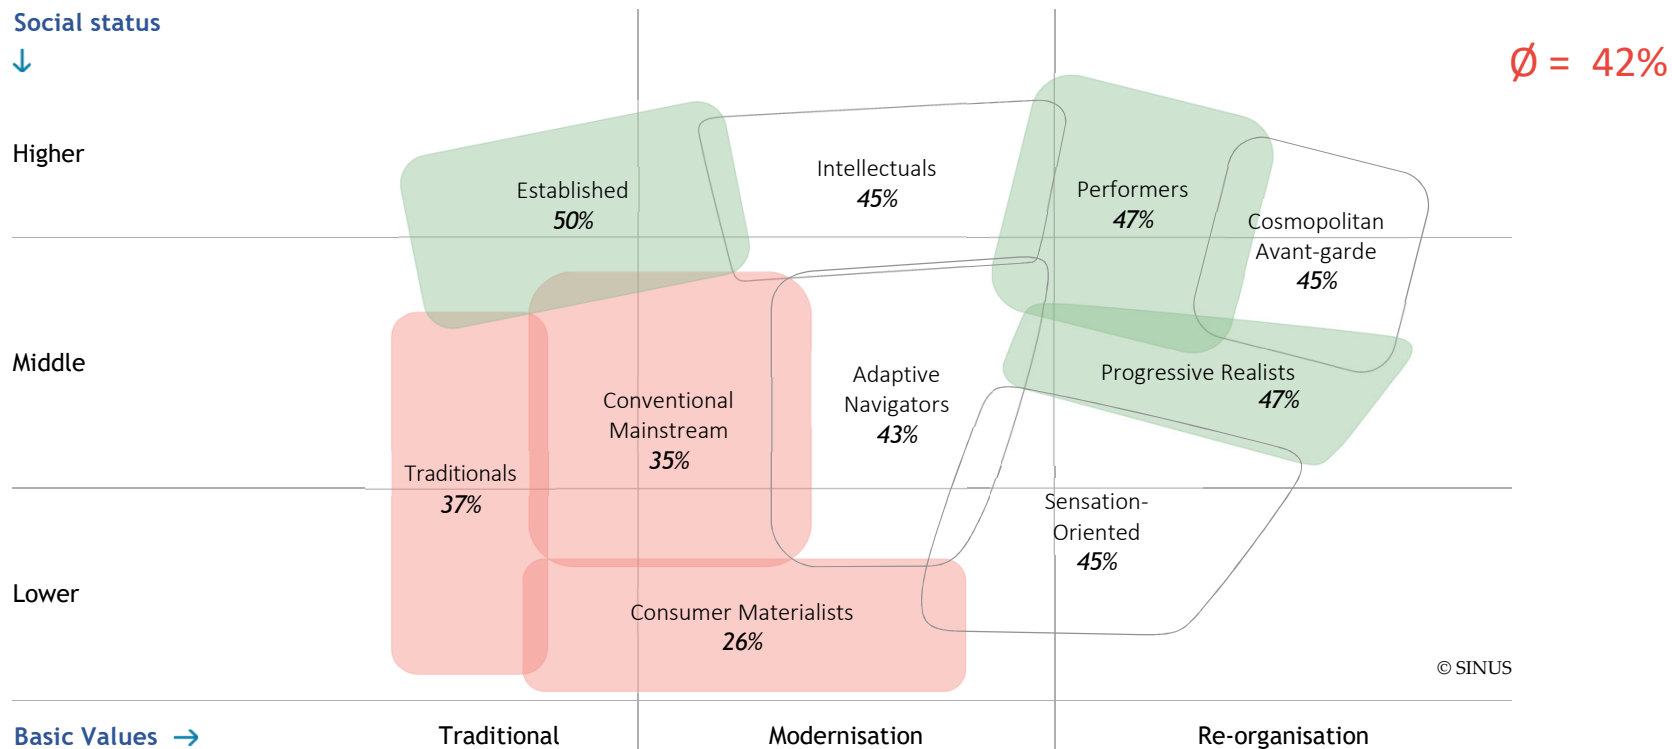 Social status
↓
Ø = 42%
Higher
Established
50%
Intellectuals
45%
Performers
47%
Cosmopolitan
Avant-garde
45%
Middle
Conventional
Mainstream
35%
Adaptive
Navigators
43%
Progressive Realists
47%
Traditionals
37%
Sensation-
Oriented
45%
Lower
Consumer Materialists
26%
© SINUS
Basic Values →
Traditional
Modernisation
Re-organisation